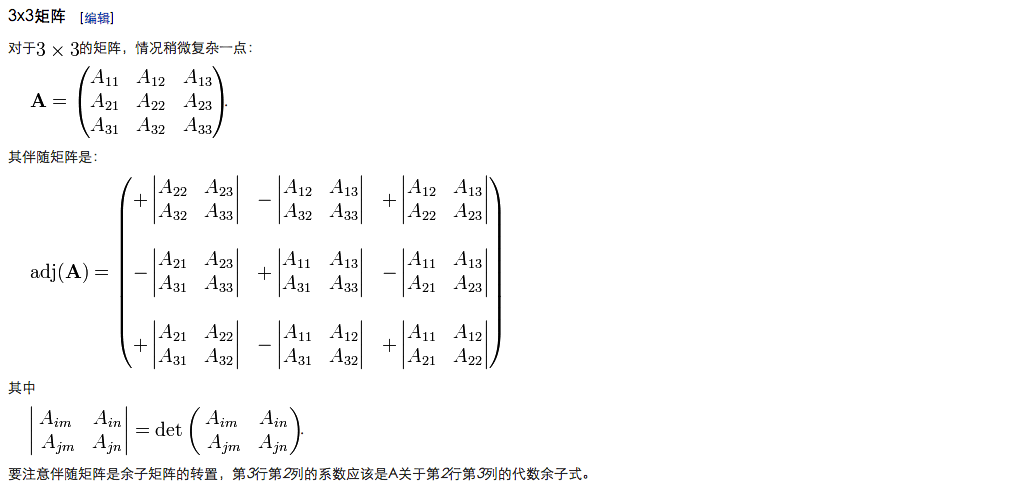 3x3矩阵 [编辑]
对于3 × 3的矩阵，情况稍微复杂一点：
A = \begin{pmatrix} A_{11} & A_{12} & A_{13} \\ A_{21} & A_{22} & A_{23} \\ A_{31} & A_{32} & A_{33} \end{pmatrix}.
其伴随矩阵是：
adj(A) = \begin{pmatrix} +\begin{vmatrix} A_{22} & A_{23} \\ A_{32} & A_{33} \end{vmatrix} & -\begin{vmatrix} A_{12} & A_{13} \\ A_{32} & A_{33} \end{vmatrix} & +\begin{vmatrix} A_{12} & A_{13} \\ A_{22} & A_{23} \end{vmatrix} \\ -\begin{vmatrix} A_{21} & A_{23} \\ A_{31} & A_{33} \end{vmatrix} & +\begin{vmatrix} A_{11} & A_{13} \\ A_{31} & A_{33} \end{vmatrix} & -\begin{vmatrix} A_{11} & A_{13} \\ A_{21} & A_{23} \end{vmatrix} \\ +\begin{vmatrix} A_{21} & A_{22} \\ A_{31} & A_{32} \end{vmatrix} & -\begin{vmatrix} A_{11} & A_{12} \\ A_{31} & A_{32} \end{vmatrix} & +\begin{vmatrix} A_{11} & A_{12} \\ A_{21} & A_{22} \end{vmatrix} \end{pmatrix}
其中
\begin{vmatrix} A_{im} & A_{in} \\ A_{jm} & A_{jn} \end{vmatrix} = det \begin{pmatrix} A_{im} & A_{in} \\ A_{jm} & A_{jn} \end{pmatrix}.
要注意伴随矩阵是余子矩阵的转置，第3行第2列的系数应该是A关于第2行第3列的代数余子式。